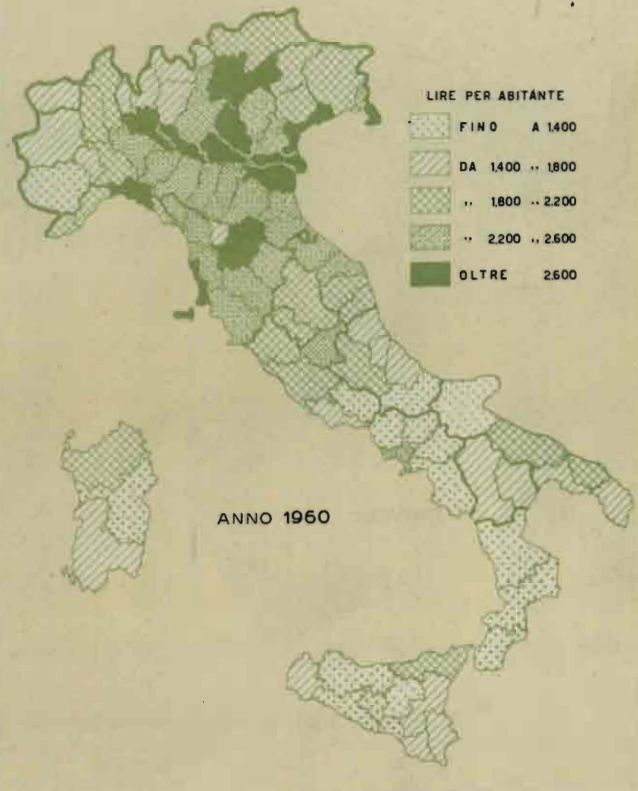 LIRE PER ABITANTE
FINO A 1.400
DA 1.400 " 1.800
" 1.800 " 2.200
" 2.200 " 2.600
OLTRE 2.600
ANNO 1960